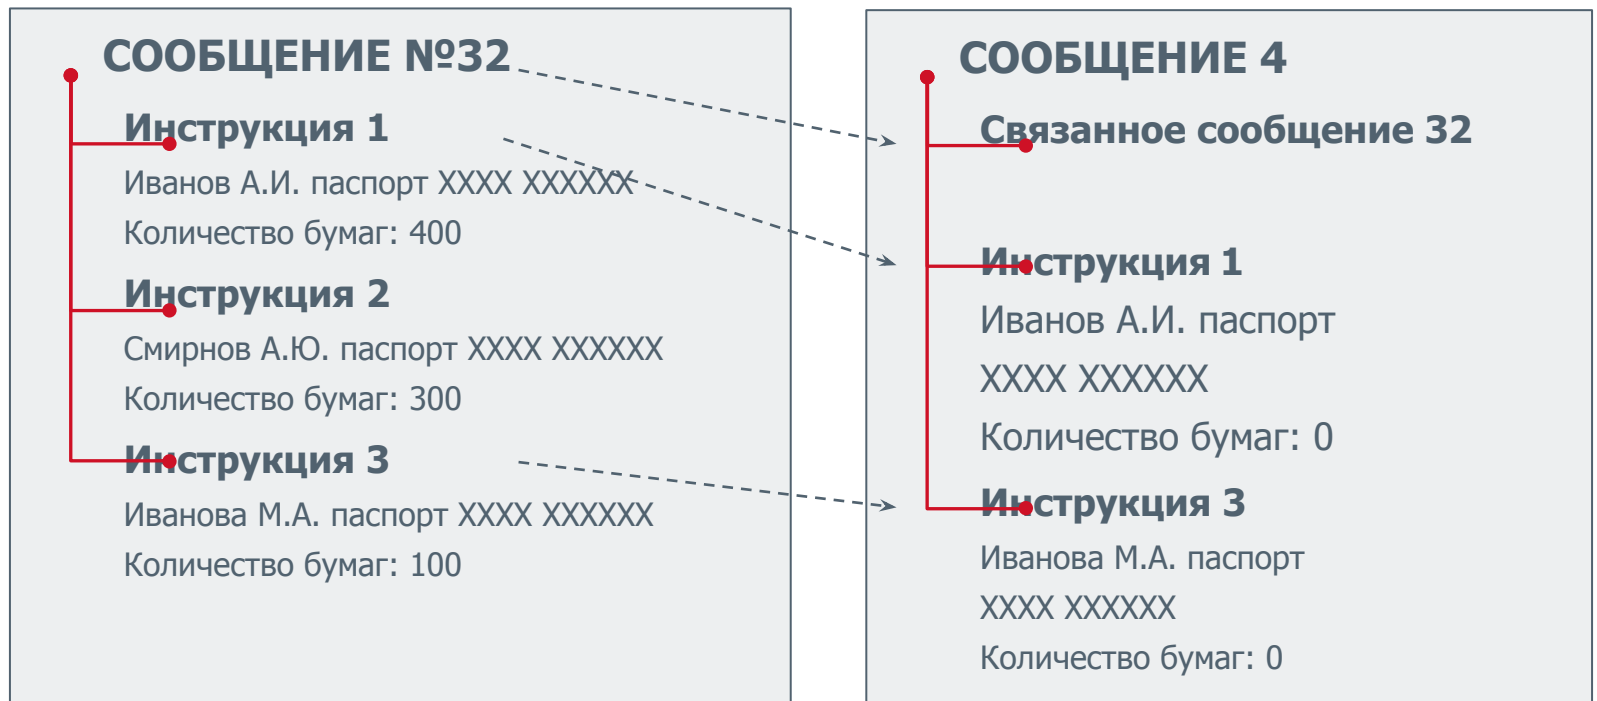 СООБЩЕНИЕ №32
Инструкция 1
Иванов А.И. паспорт XXXX XXXXXX
Количество бумаг: 400
Инструкция 2
Смирнов А.Ю. паспорт XXXX XXXXXX
Количество бумаг: 300
Инструкция 3
Иванова М.А. паспорт XXXX XXXXXX
Количество бумаг: 100
СООБЩЕНИЕ 4
Связанное сообщение 32
Инструкция 1
Иванов А.И. паспорт
XXXX XXXXXX
Количество бумаг: 0
Инструкция 3
Иванова М.А. паспорт
XXXX XXXXXX
Количество бумаг: 0